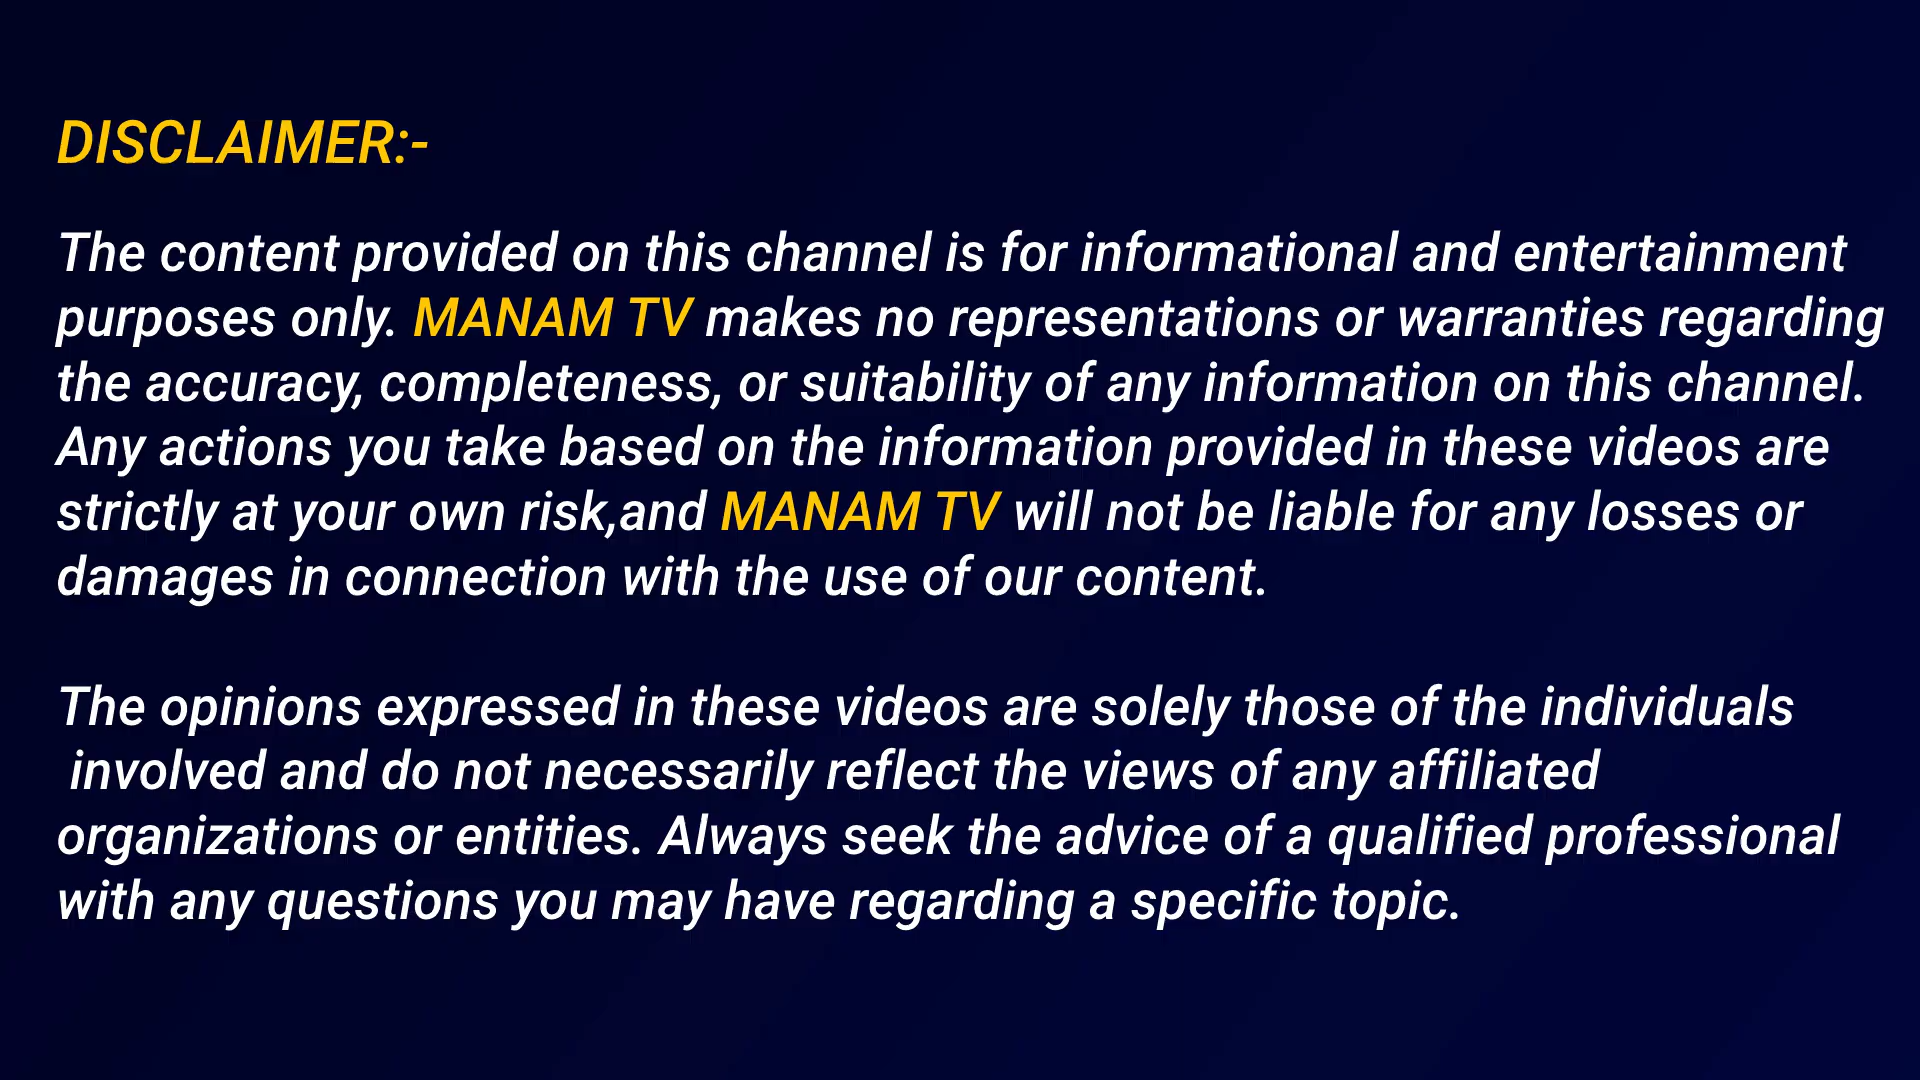 DISCLAIMER:-
The content provided on this channel is for informational and entertainment
purposes only. MANAM TV makes no representations or warranties regarding
the accuracy, completeness, or suitability of any information on this channel.
Any actions you take based on the information provided in these videos are
strictly at your own risk,and MANAM TV will not be liable for any losses or
damages in connection with the use of our content.
The opinions expressed in these videos are solely those of the individuals
involved and do not necessarily reflect the views of any affiliated
organizations or entities. Always seek the advice of a qualified professional
with any questions you may have regarding a specific topic.